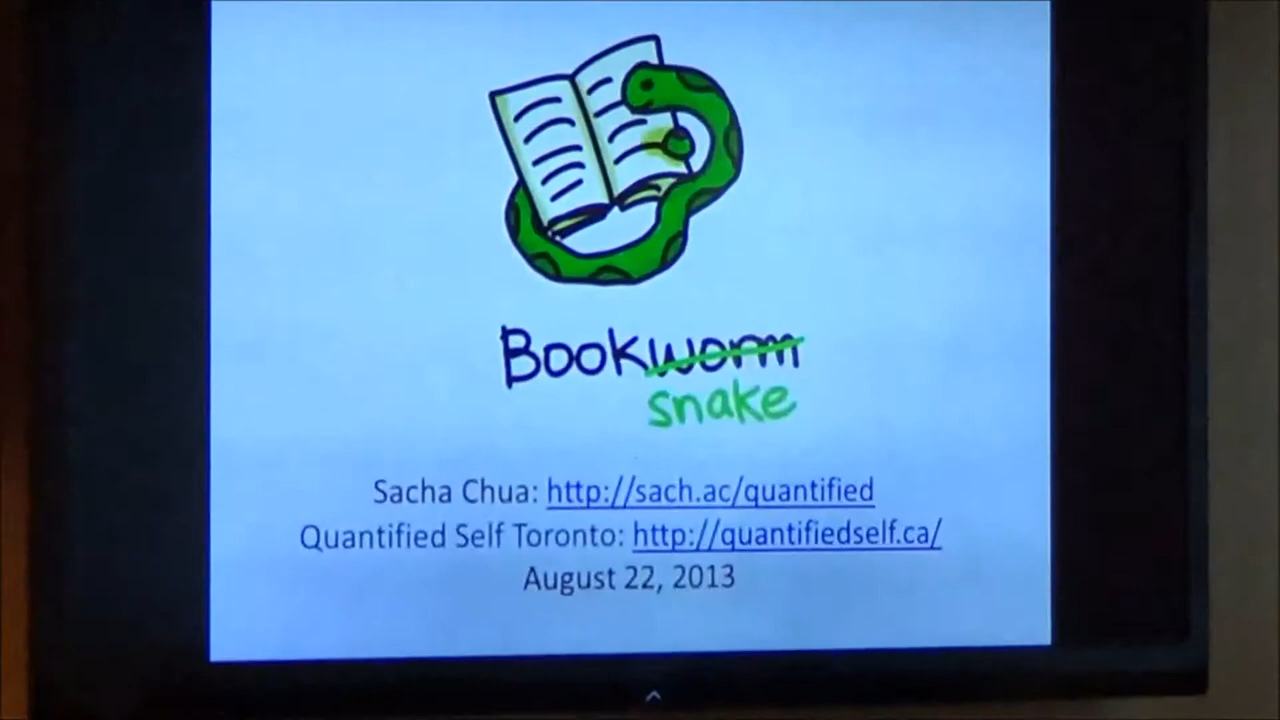 Bookworm
snake
Sacha Chua: http://sach.ac/quantified
Quantified Self Toronto: http://quantifiedself.ca/
August 22, 2013